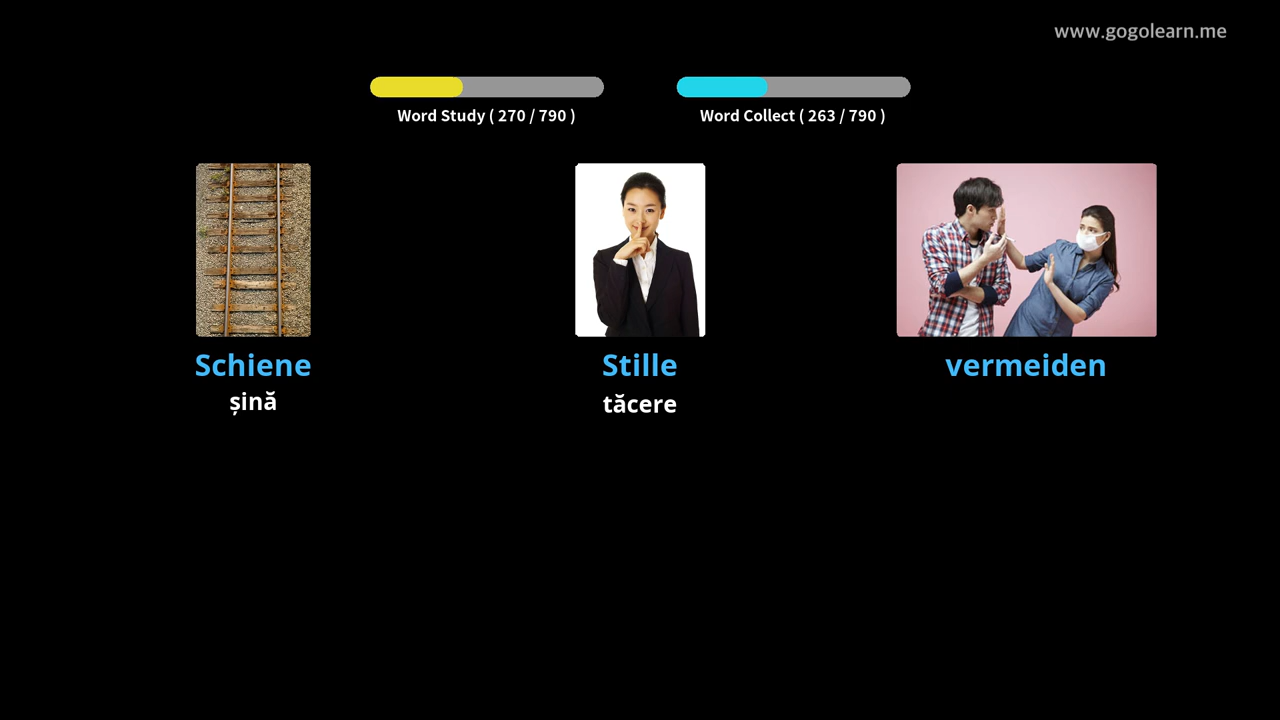 www.gogolearn.me
Word Study ( 270 / 790 )
Word Collect ( 263 / 790 )
Schiene
șină
Stille
tăcere
vermeiden